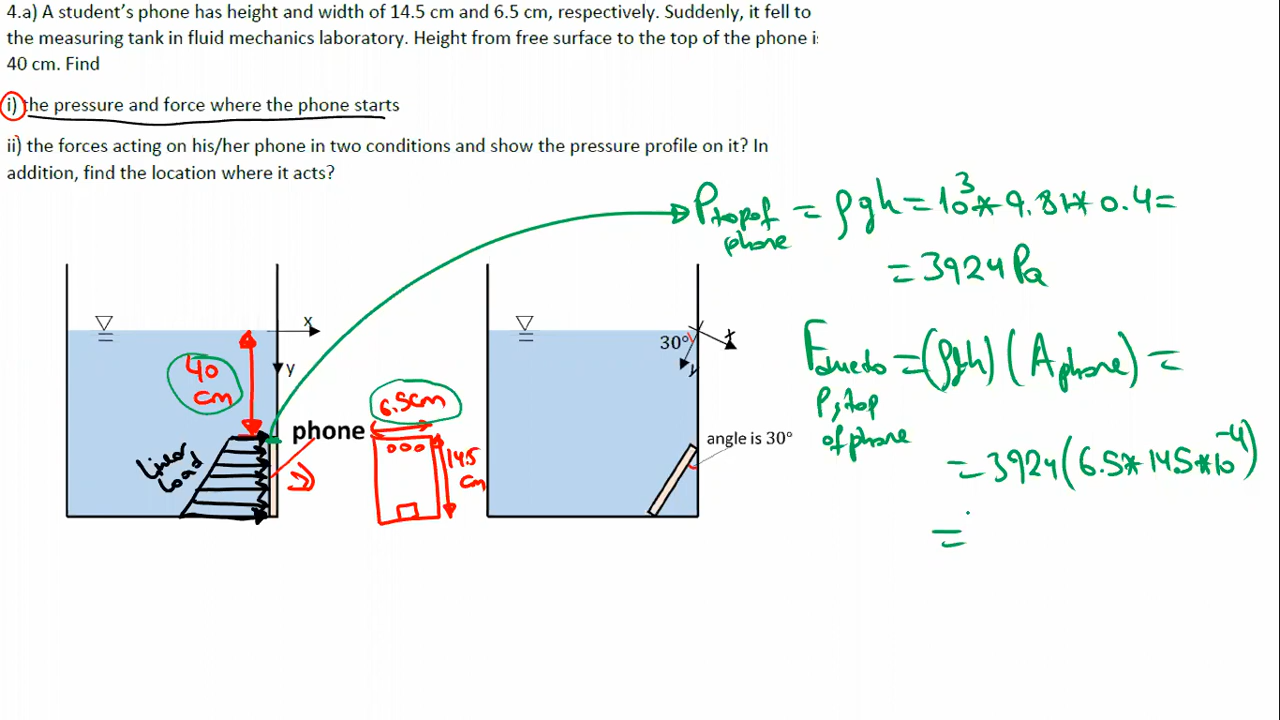 4.a) A student's phone has height and width of 14.5 cm and 6.5 cm, respectively. Suddenly, it fell to
the measuring tank in fluid mechanics laboratory. Height from free surface to the top of the phone i
40 cm. Find
i) the pressure and force where the phone starts
ii) the forces acting on his/her phone in two conditions and show the pressure profile on it? In
addition, find the location where it acts?
P top of phone = ρgh = 10³ * 9.81 * 0.4 =
= 3924 Pa
x
y
40
cm
phone
Liner
Load
6.5cm
14.5
cm
30°
x
y
angle is 30°
F due to P, top of phone = (ρgh) (A phone) =
= 3924 (6.5 * 14.5 * 10⁻⁴)
=